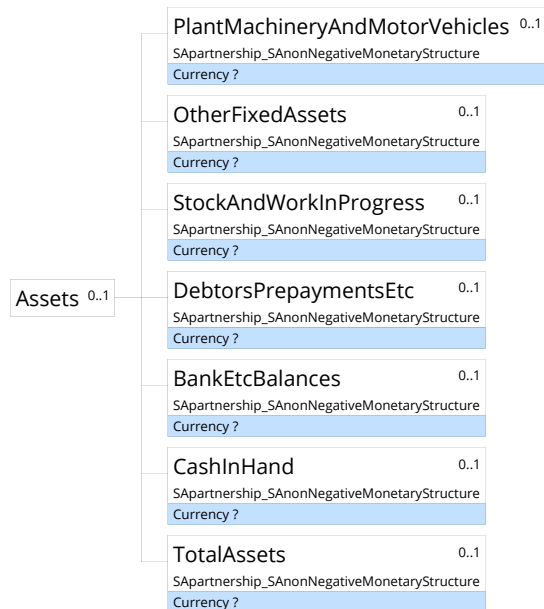 PlantMachineryAndMotorVehicles 0..1
SApartnership_SAnonNegativeMonetaryStructure
Currency ?
OtherFixedAssets 0..1
SApartnership_SAnonNegativeMonetaryStructure
Currency ?
StockAndWorkInProgress 0..1
SApartnership_SAnonNegativeMonetaryStructure
Currency ?
Assets 0..1
DebtorsPrepaymentsEtc 0..1
SApartnership_SAnonNegativeMonetaryStructure
Currency ?
BankEtcBalances 0..1
SApartnership_SAnonNegativeMonetaryStructure
Currency ?
CashInHand 0..1
SApartnership_SAnonNegativeMonetaryStructure
Currency ?
TotalAssets 0..1
SApartnership_SAnonNegativeMonetaryStructure
Currency ?